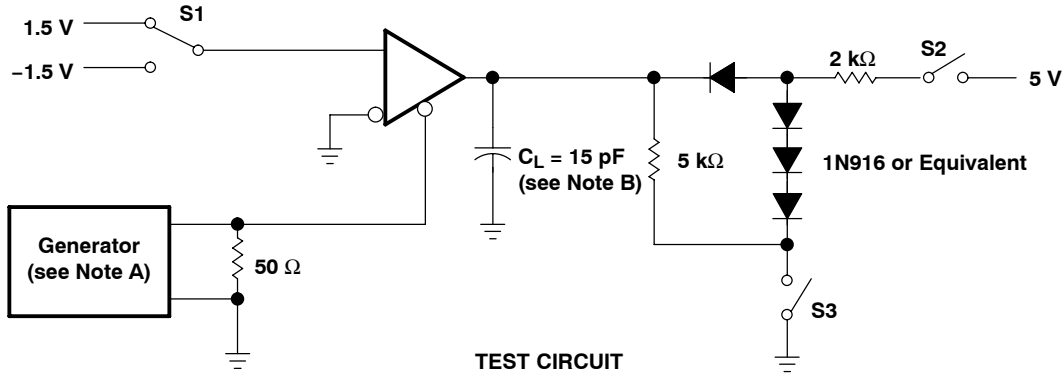 S1
1.5 V
−1.5 V
S2
2 kΩ
5 V
CL = 15 pF
(see Note B)
5 kΩ
1N916 or Equivalent
Generator
(see Note A)
50 Ω
S3
TEST CIRCUIT